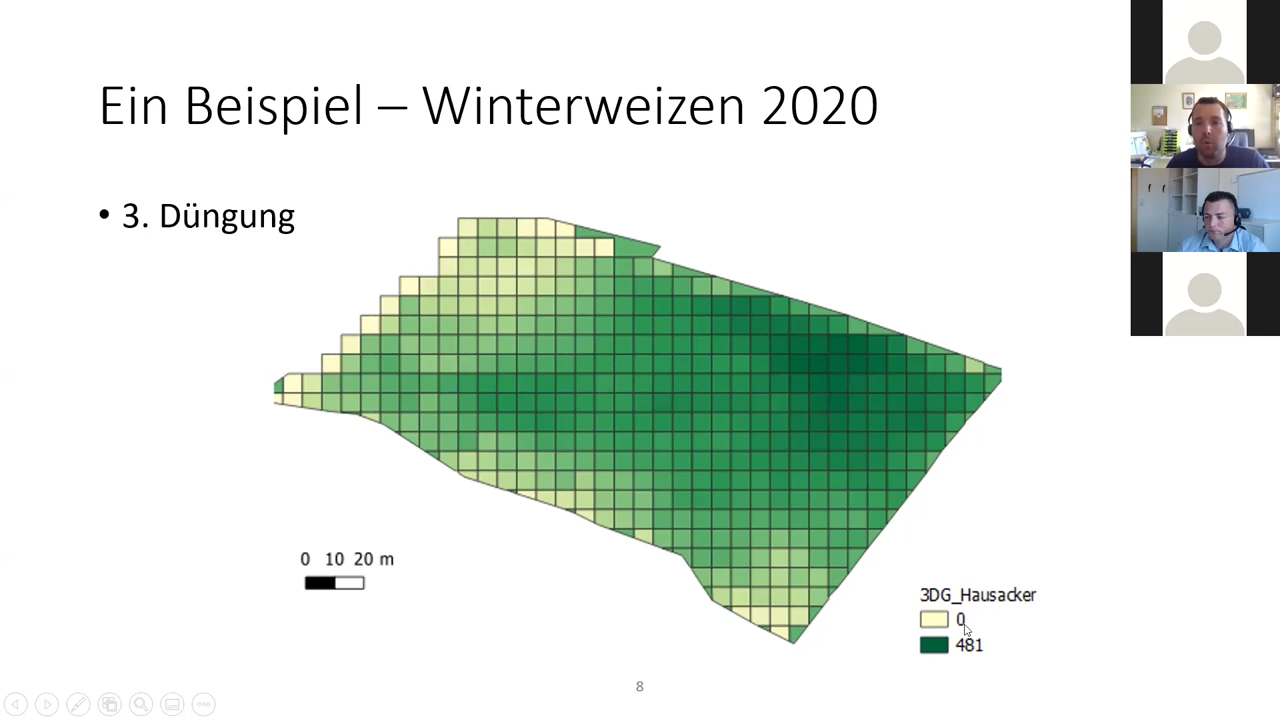 Ein Beispiel – Winterweizen 2020
• 3. Düngung
0 10 20 m
3DG_Hausacker
0
481
8